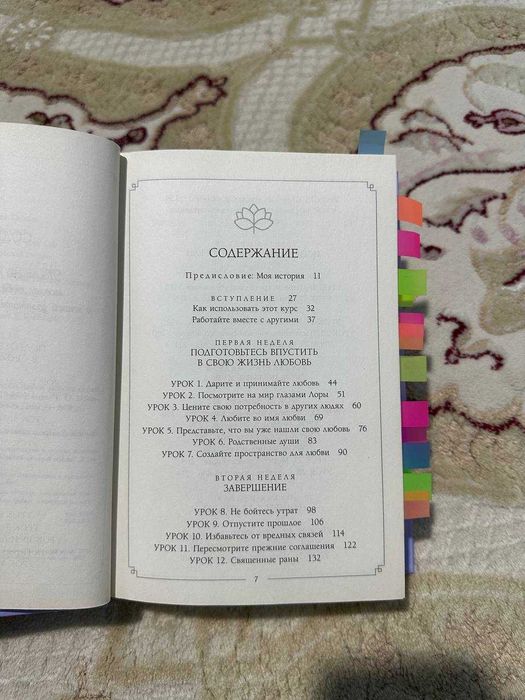 СОДЕРЖАНИЕ
Предисловие: Моя история 11
ВСТУПЛЕНИЕ 27
Как использовать этот курс 32
Работайте вместе с другими 37
ПЕРВАЯ НЕДЕЛЯ
ПОДГОТОВЬТЕСЬ ВПУСТИТЬ
В СВОЮ ЖИЗНЬ ЛЮБОВЬ
УРОК 1. Дарите и принимайте любовь 44
УРОК 2. Посмотрите на мир глазами Лоры 51
УРОК 3. Цените свою потребность в других людях 60
УРОК 4. Любите во имя любви 69
УРОК 5. Представьте, что вы уже нашли свою любовь 76
УРОК 6. Родственные души 83
УРОК 7. Создайте пространство для любви 90
ВТОРАЯ НЕДЕЛЯ
ЗАВЕРШЕНИЕ
УРОК 8. Не бойтесь утрат 98
УРОК 9. Отпустите прошлое 106
УРОК 10. Избавьтесь от вредных связей 114
УРОК 11. Пересмотрите прежние соглашения 122
УРОК 12. Священные раны 132
7